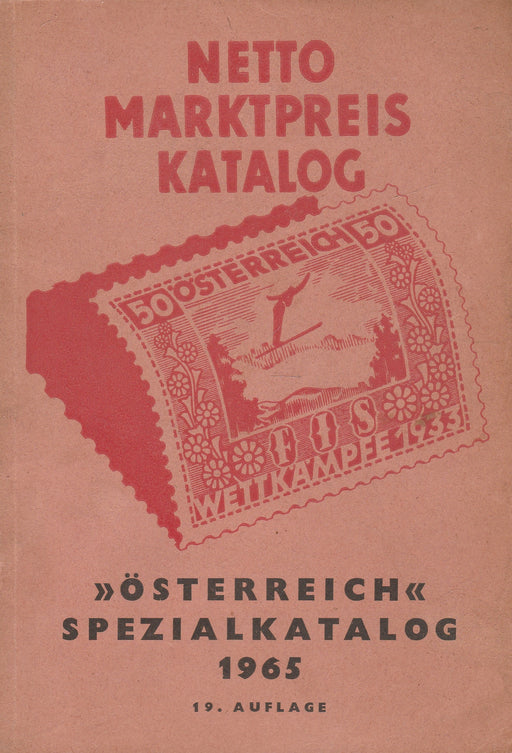 NETTO
MARKTPREIS
KATALOG
50 ÖSTERREICH 50
FIS
WETTKÄMPFE 1933
»ÖSTERREICH«
SPEZIALKATALOG
1965
19. AUFLAGE